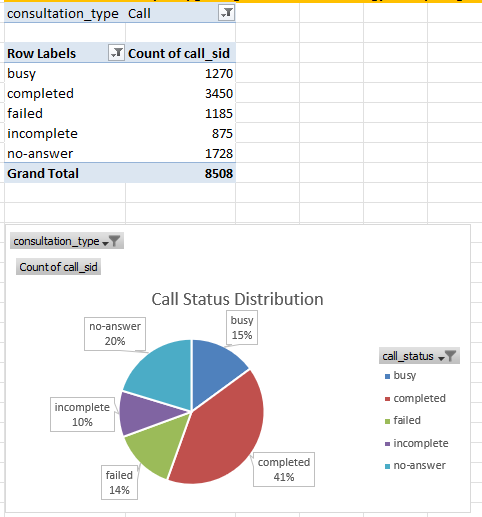 consultation_type Call
Row Labels Count of call_sid
busy 1270
completed 3450
failed 1185
incomplete 875
no-answer 1728
Grand Total 8508
consultation_type
Count of call_sid
Call Status Distribution
no-answer
20%
busy
15%
incomplete
10%
failed
14%
completed
41%
call_status
busy
completed
failed
incomplete
no-answer